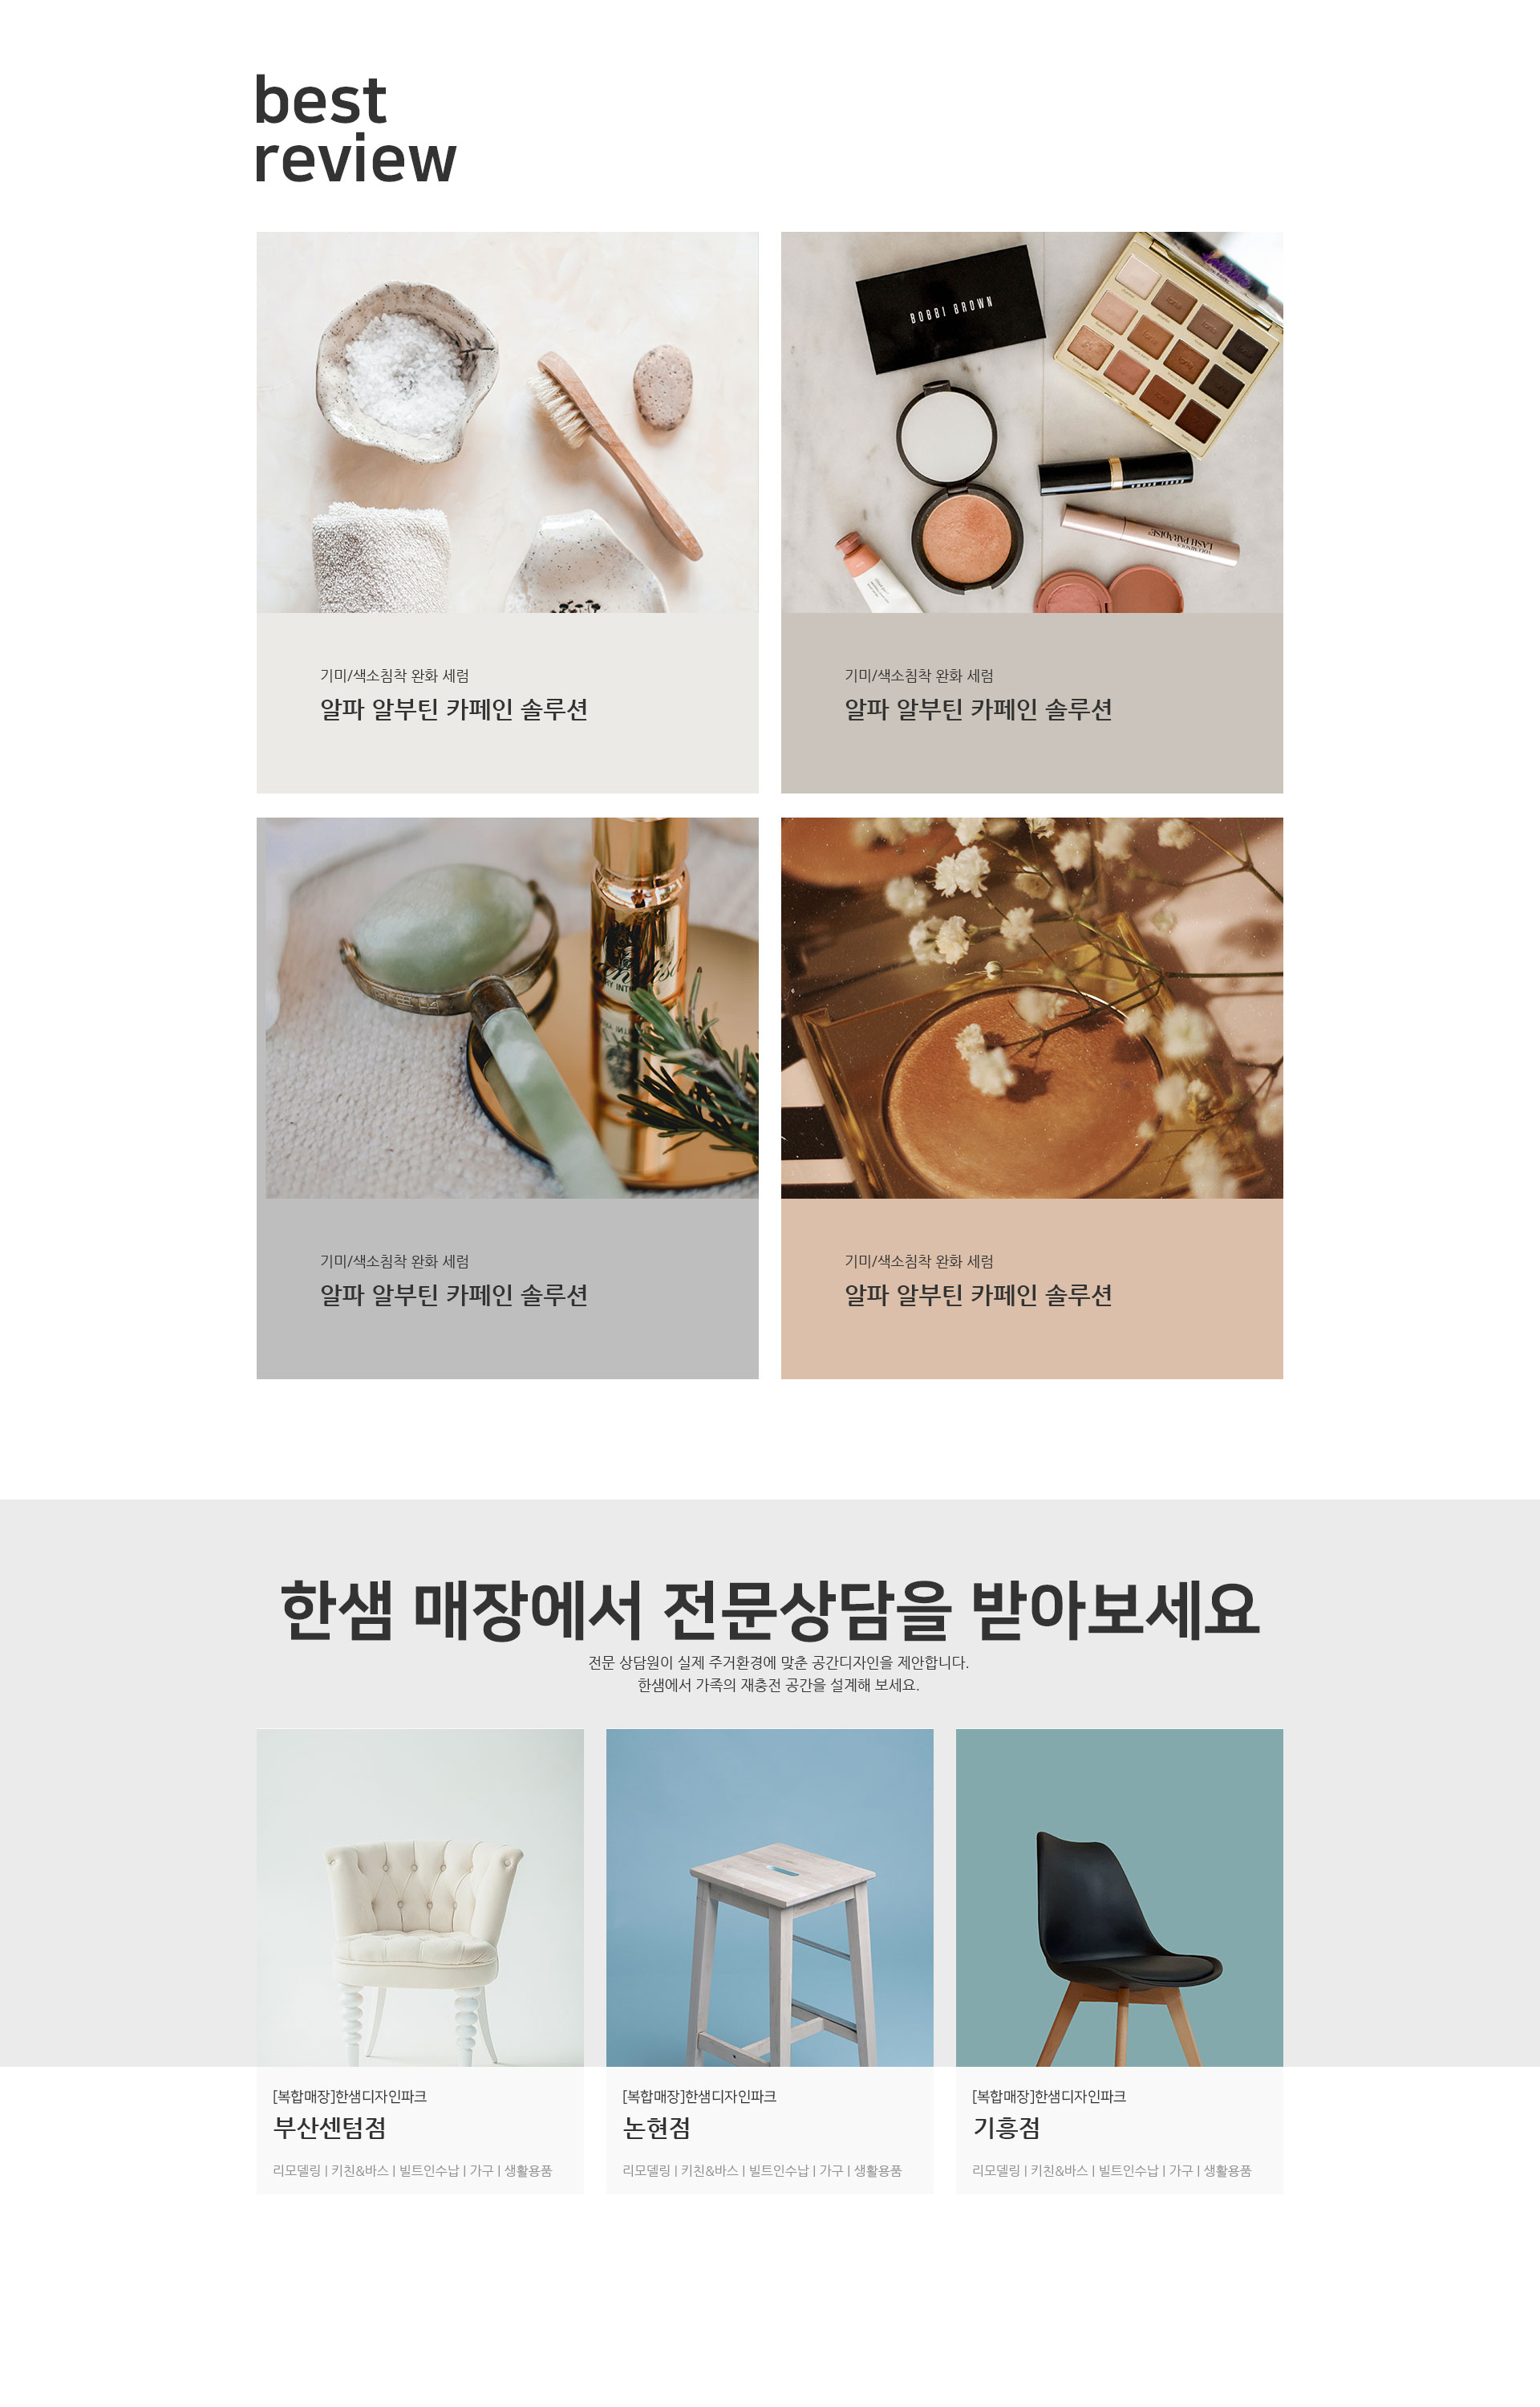 best
review
BOBBI BROWN
LASH PARADISE
기미/색소침착 완화 세럼
알파 알부틴 카페인 솔루션
기미/색소침착 완화 세럼
알파 알부틴 카페인 솔루션
기미/색소침착 완화 세럼
알파 알부틴 카페인 솔루션
기미/색소침착 완화 세럼
알파 알부틴 카페인 솔루션
한샘 매장에서 전문상담을 받아보세요
전문 상담원이 실제 주거환경에 맞춘 공간디자인을 제안합니다.
한샘에서 가족의 재충전 공간을 설계해 보세요.
[복합매장]한샘디자인파크
부산센텀점
리모델링 | 키친&바스 | 빌트인수납 | 가구 | 생활용품
[복합매장]한샘디자인파크
논현점
리모델링 | 키친&바스 | 빌트인수납 | 가구 | 생활용품
[복합매장]한샘디자인파크
기흥점
리모델링 | 키친&바스 | 빌트인수납 | 가구 | 생활용품